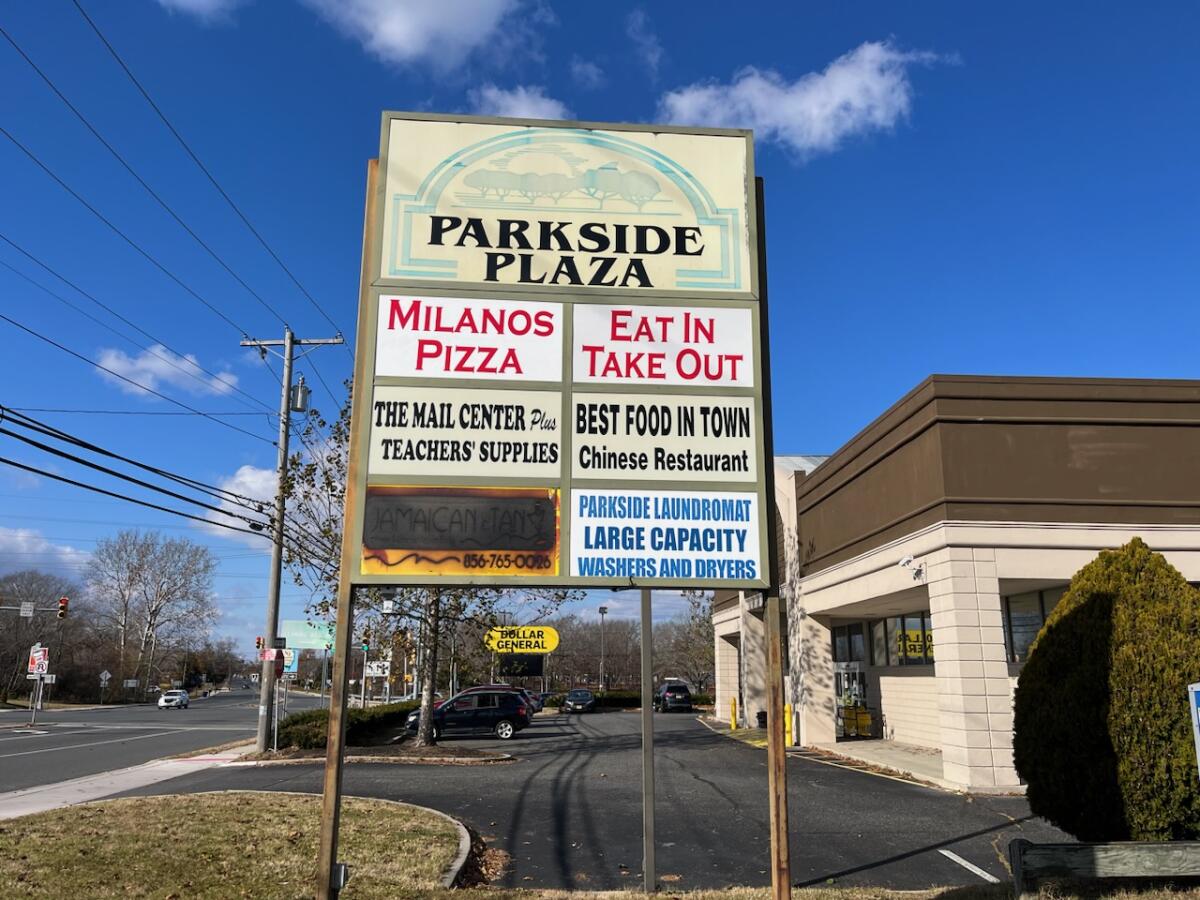 PARKSIDE
PLAZA
MILANOS
PIZZA
EAT IN
TAKE OUT
THE MAIL CENTER Plus
TEACHERS' SUPPLIES
BEST FOOD IN TOWN
Chinese Restaurant
JAMAICAN
856-765-0026
PARKSIDE LAUNDROMAT
LARGE CAPACITY
WASHERS AND DRYERS
DOLLAR
GENERAL